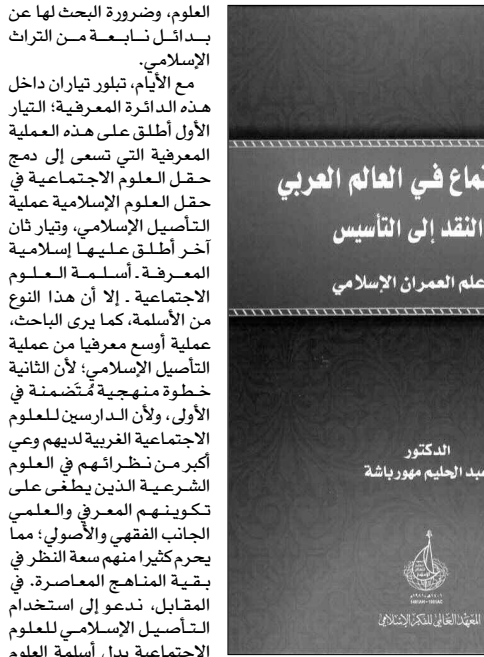 العلوم، وضرورة البحث لها عن
بدائل نابعة من التراث
الإسلامي.
مع الأيام، تبلور تياران داخل
هذه الدائرة المعرفية؛ التيار
الأول أطلق على هذه العملية
المعرفية التي تسعى إلى دمج
حقل العلوم الاجتماعية في
حقل العلوم الإسلامية عملية
التأصيل الإسلامي، وتيار ثان
آخر أطلق عليها إسلامية
المعرفة ـ أسلمة العلوم
الاجتماعية ـ إلا أن هذا النوع
من الأسلمة، كما يرى الباحث،
عملية أوسع معرفيا من عملية
التأصيل الإسلامي؛ لأن الثانية
خطوة منهجية مُتَضمنة في
الأولى، ولأن الدارسين للعلوم
الاجتماعية الغربية لديهم وعي
أكبر من نظرائهم في العلوم
الشرعية الذين يطغى على
تكوينهم المعرفي والعلمي
الجانب الفقهي والأصولي؛ مما
يحرم كثيرا منهم سعة النظر في
بقية المناهج المعاصرة. في
المقابل، ندعو إلى استخدام
التأصيل الإسلامي للعلوم
الاجتماعية بدل أسلمة العلوم
تماع في العالم العربي
النقد إلى التأسيس
علم العمران الإسلامي
الدكتور
عبد الحليم مهورباشة
المعهد العالمي للفكر الإسلامي